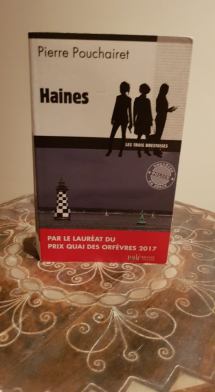 Pierre Pouchairet
Haines
LES TROIS BRESTOISES
PAR LE LAURÉAT DU
PRIX QUAI DES ORFÈVRES 2017